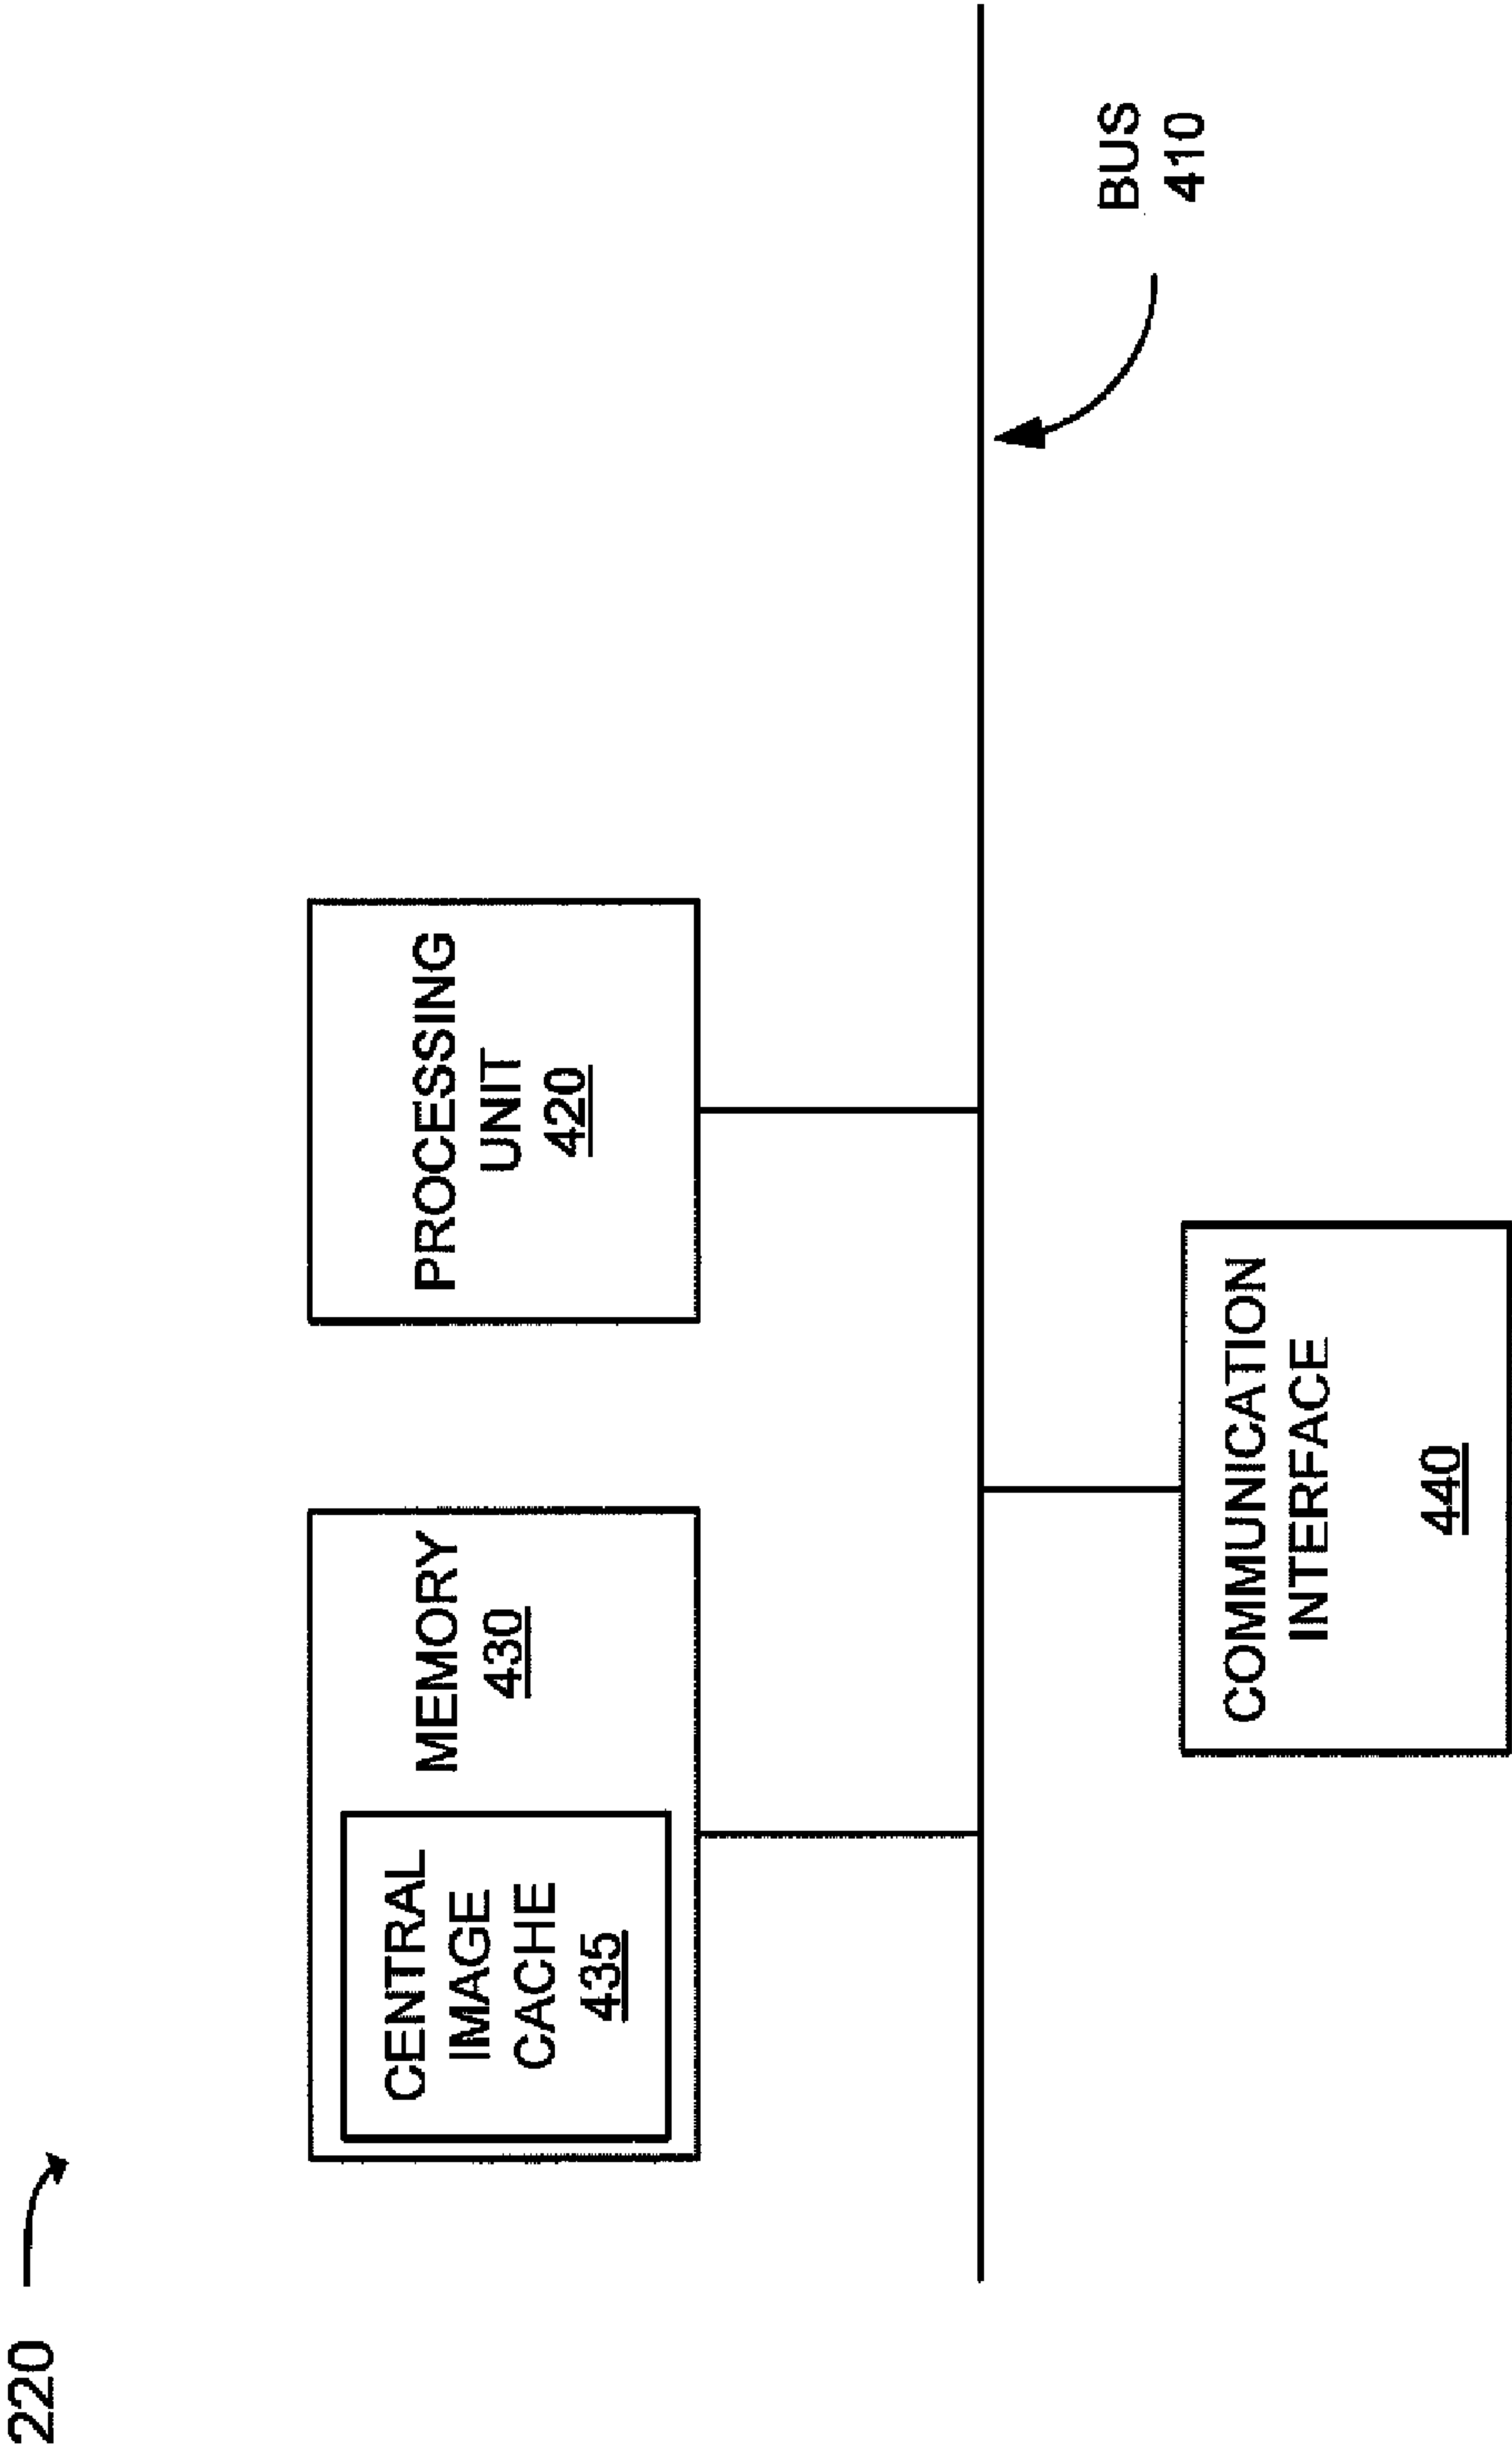 220
CENTRAL
IMAGE
CACHE
435
MEMORY
430
PROCESSING
UNIT
420
COMMUNICATION
INTERFACE
440
BUS
410